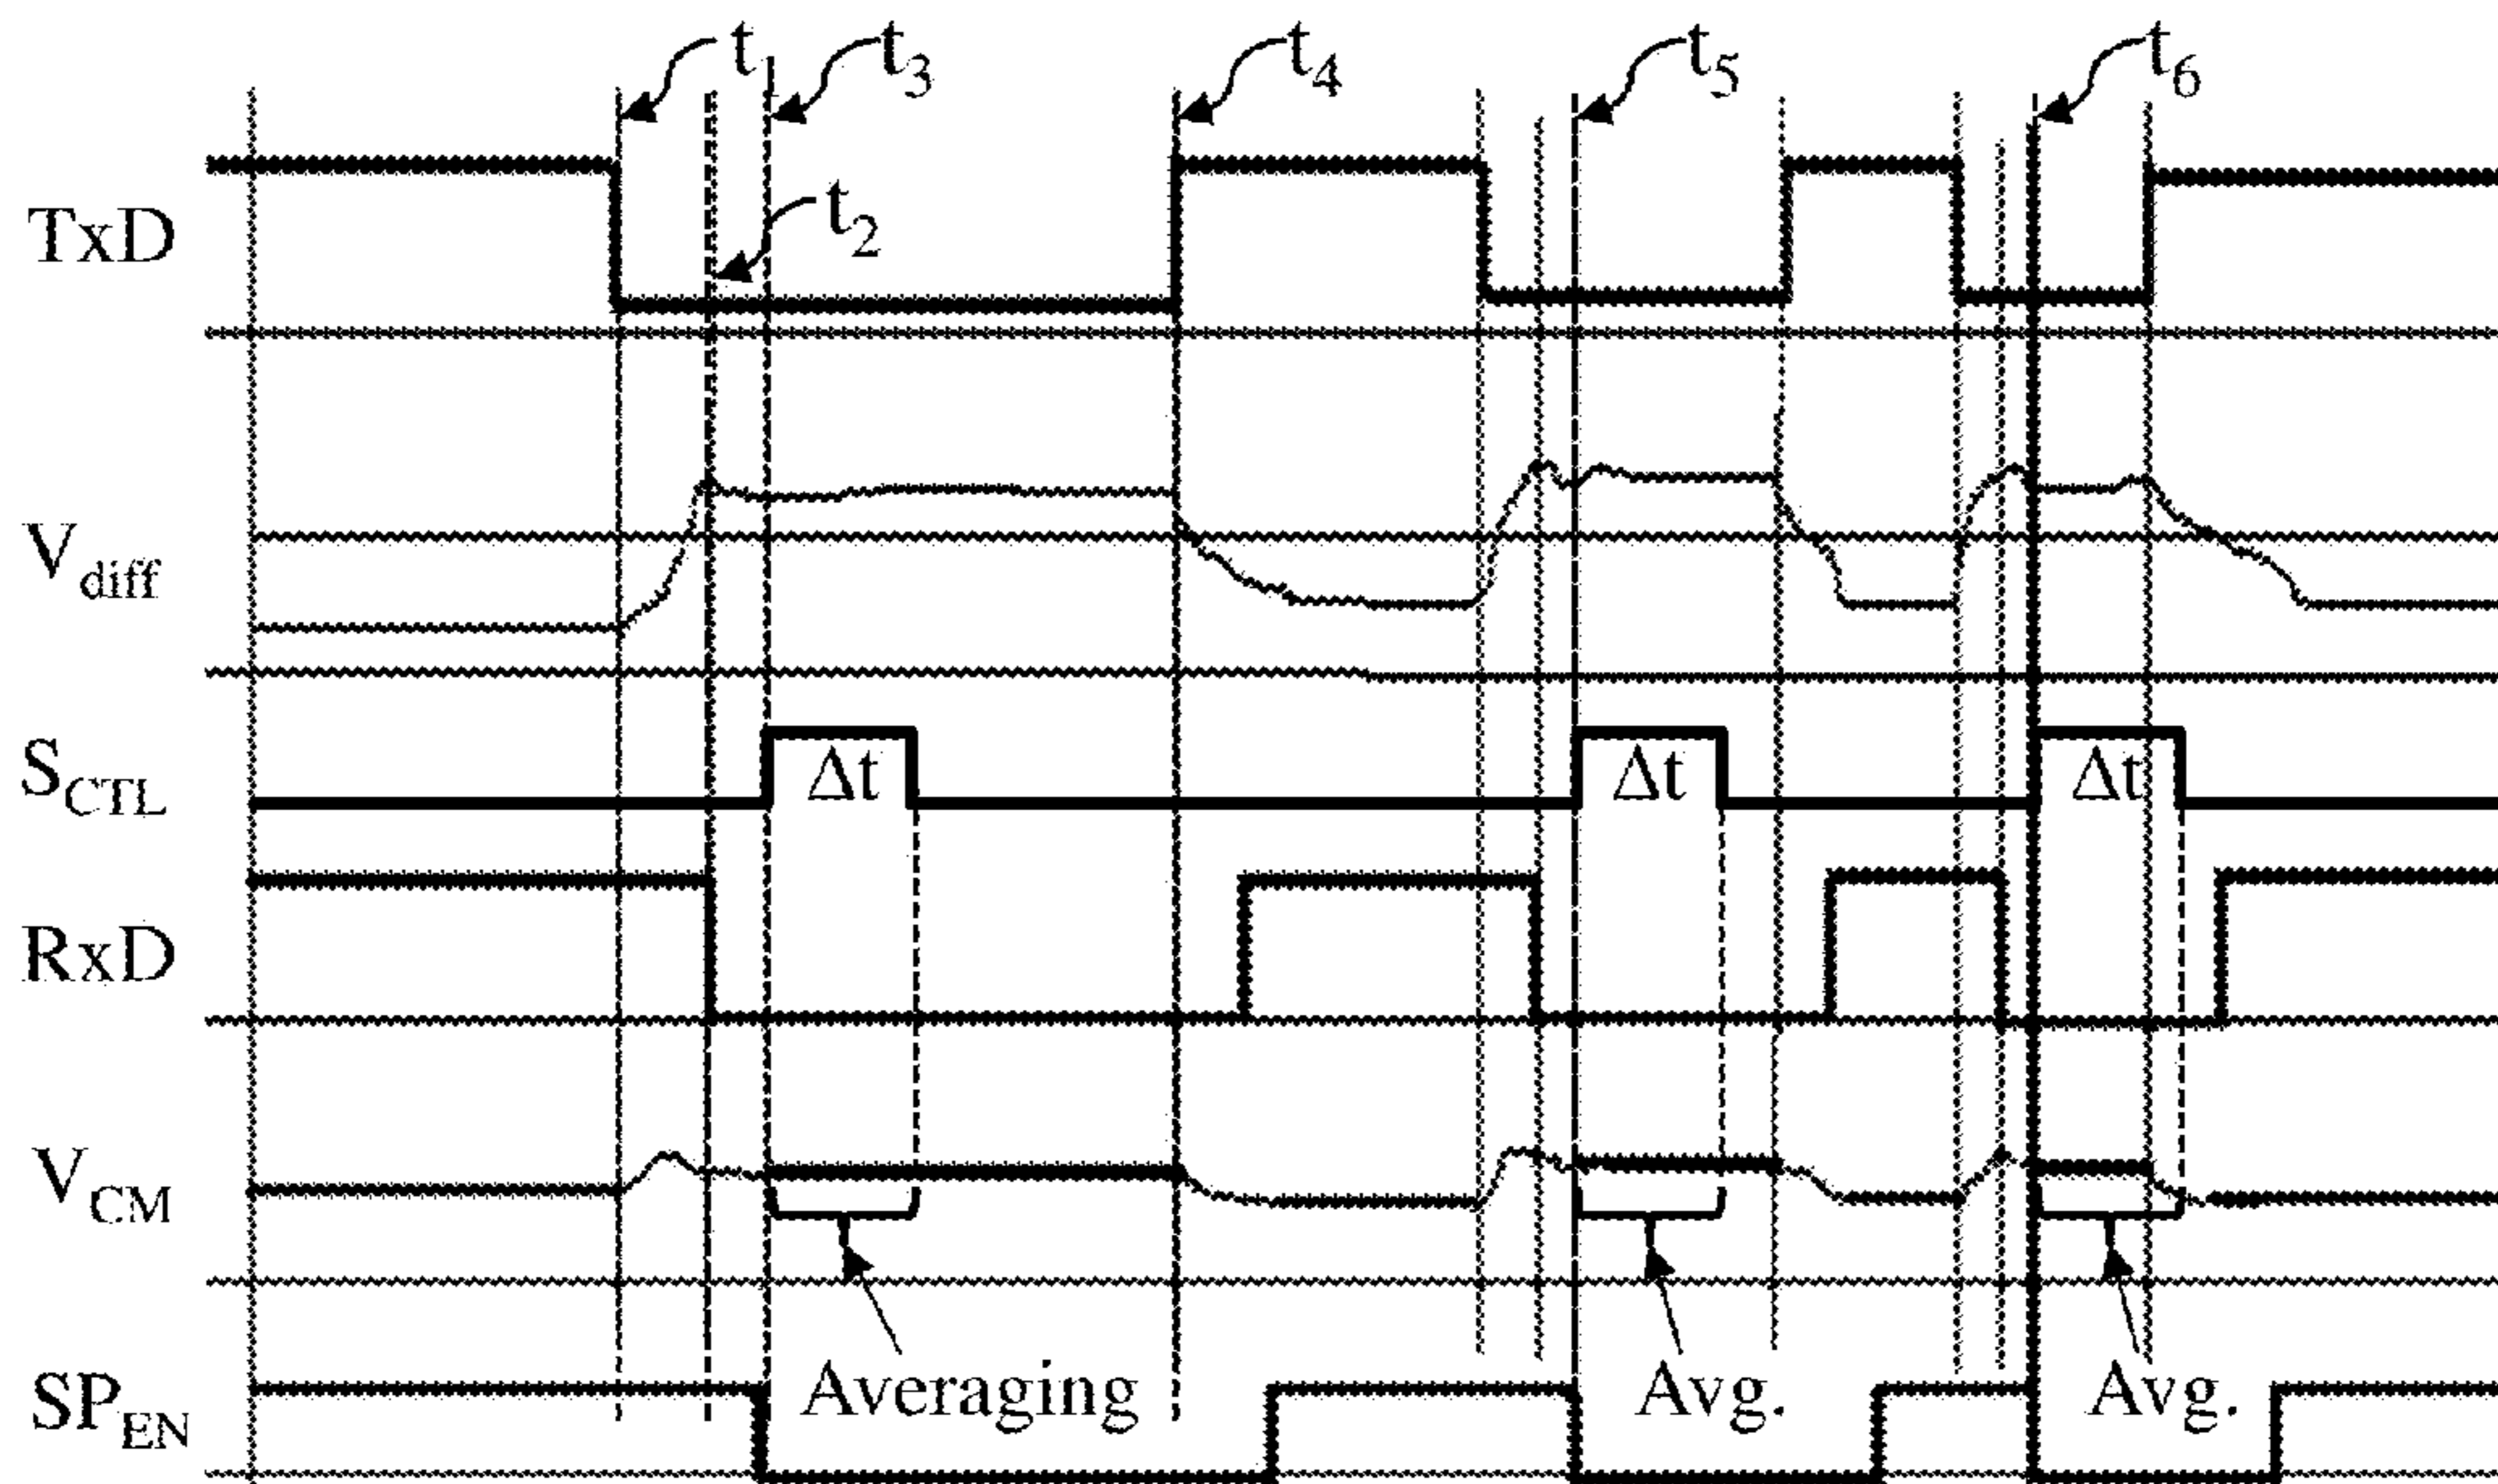 t1 t3 t4 t5 t6
t2
TxD
Vdiff
SCTL Δt Δt Δt
RxD
VCM
SPEN Averaging Avg. Avg.